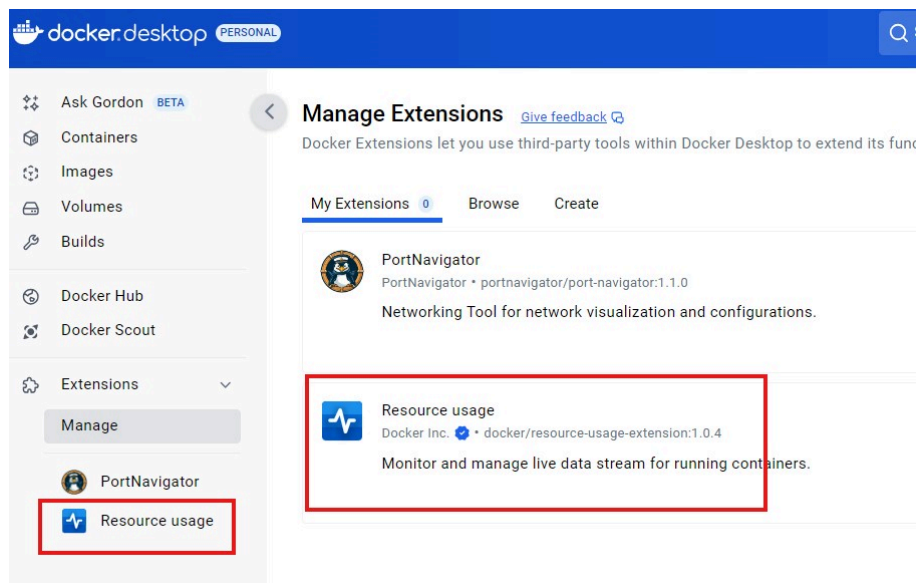 docker.desktop PERSONAL
Ask Gordon BETA
Containers
Images
Volumes
Builds
Docker Hub
Docker Scout
Extensions
Manage
PortNavigator
Resource usage
Manage Extensions Give feedback
Docker Extensions let you use third-party tools within Docker Desktop to extend its
My Extensions 0 Browse Create
PortNavigator
PortNavigator • portnavigator/port-navigator:1.1.0
Networking Tool for network visualization and configurations.
Resource usage
Docker Inc. • docker/resource-usage-extension:1.0.4
Monitor and manage live data stream for running containers.